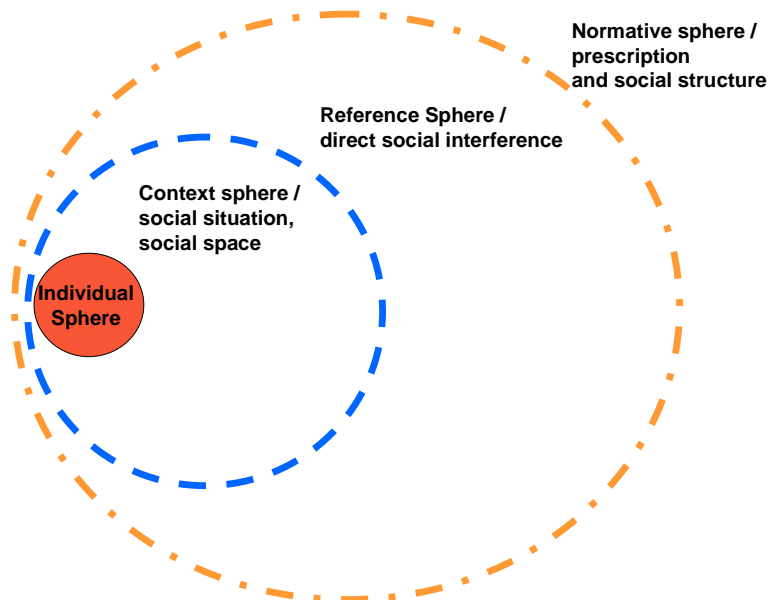 Normative sphere /
prescription
and social structure
Reference Sphere /
direct social interference
Context sphere /
social situation,
social space
Individual
Sphere